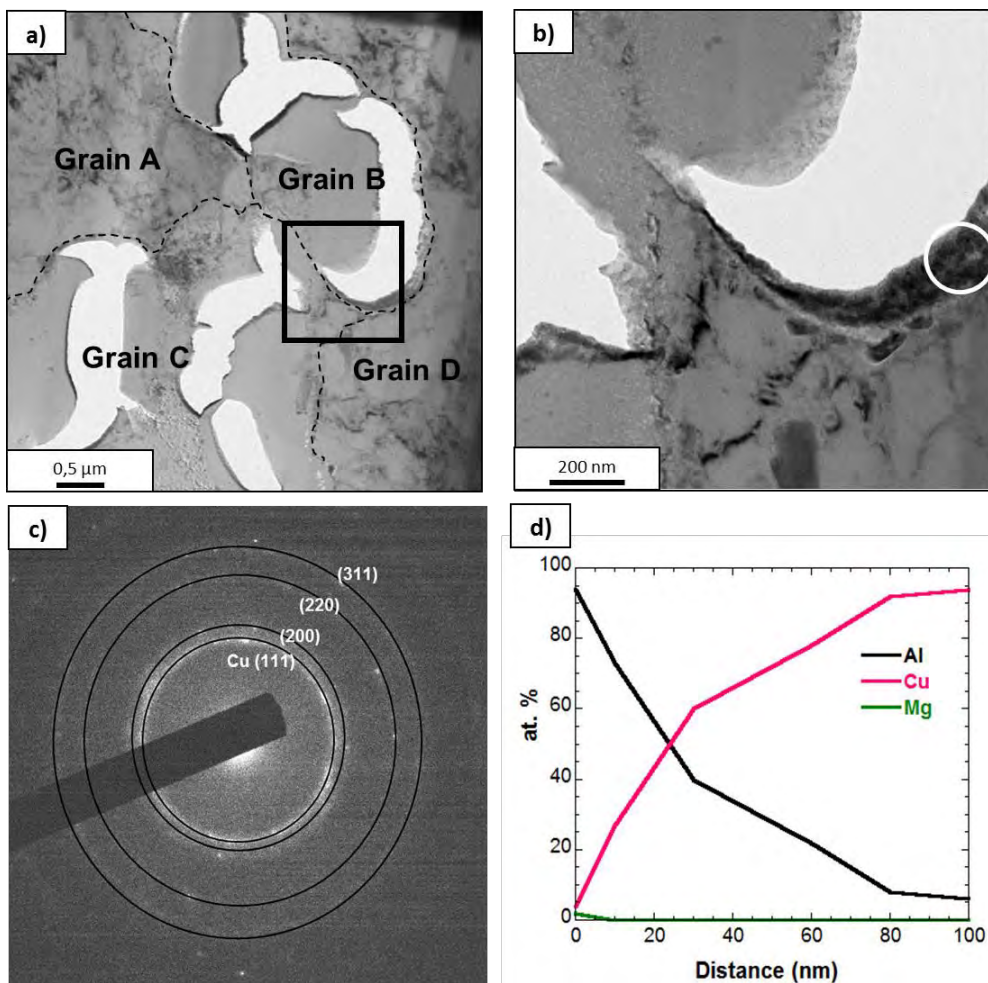 a)
Grain A
Grain B
Grain C
Grain D
0,5 µm
b)
200 nm
c)
(311)
(220)
(200)
Cu (111)
d)
100
80
60
40
20
0
at. %
Al
Cu
Mg
0 20 40 60 80 100
Distance (nm)